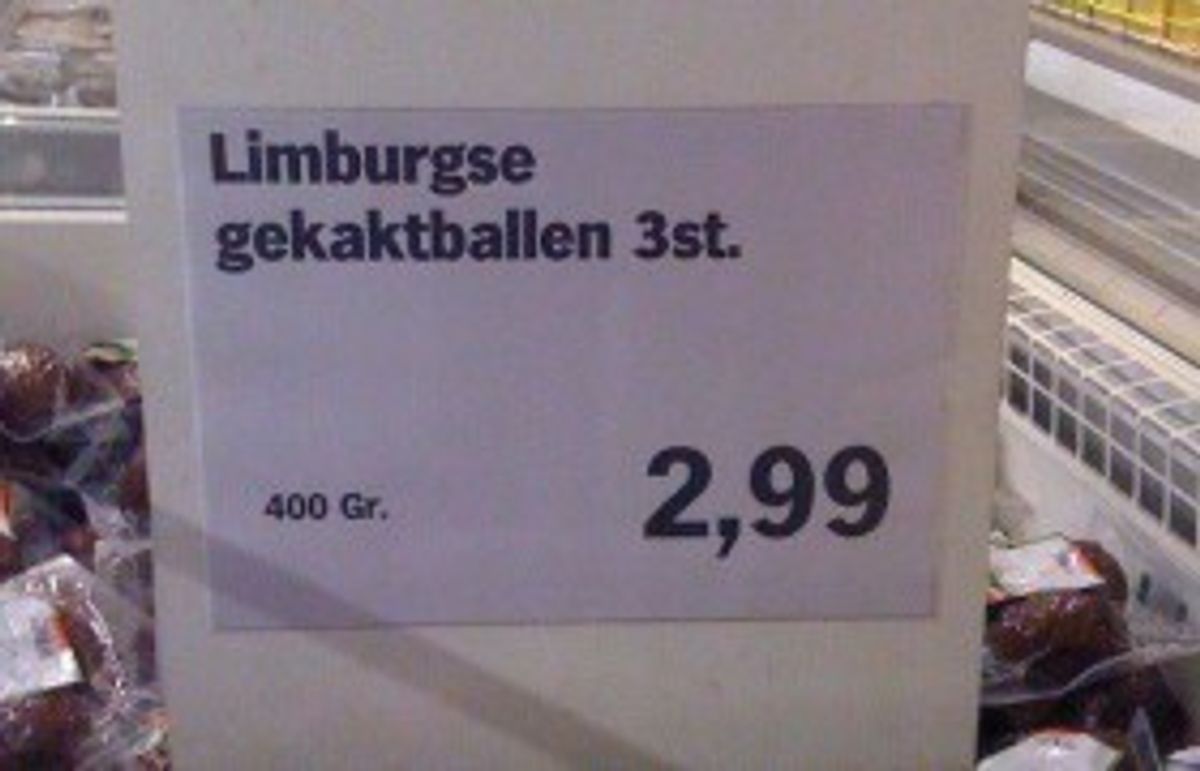 Limburgse
gekaktballen 3st.
400 Gr.
2,99